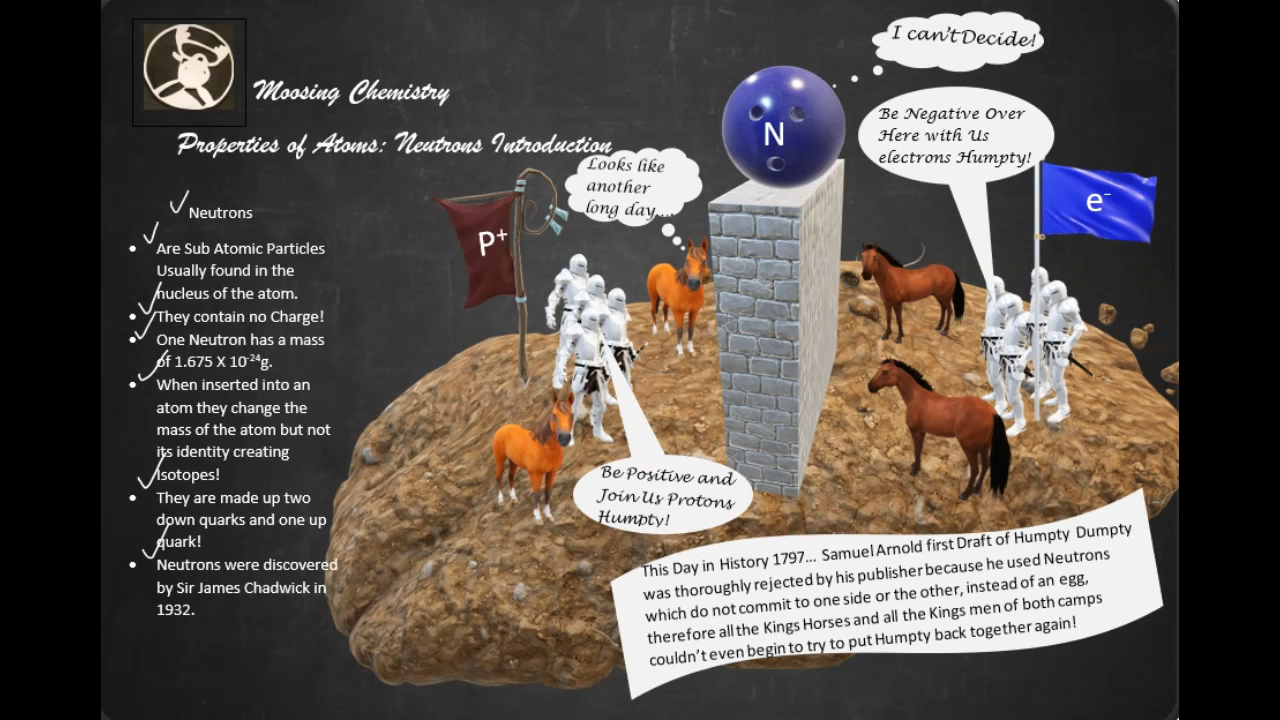 Moosing Chemistry
Properties of Atoms: Neutrons Introduction
Neutrons
• Are Sub Atomic Particles
Usually found in the
nucleus of the atom.
• They contain no Charge!
• One Neutron has a mass
of 1.675 X 10⁻²⁴g.
• When inserted into an
atom they change the
mass of the atom but not
its identity creating
Isotopes!
• They are made up two
down quarks and one up
quark!
• Neutrons were discovered
by Sir James Chadwick in
1932.
I can't Decide!
N
Be Negative Over
Here with Us
electrons Humpty!
Looks like
another
long day....
P⁺
e⁻
Be Positive and
Join Us Protons
Humpty!
This Day in History 1797... Samuel Arnold first Draft of Humpty Dumpty
was thoroughly rejected by his publisher because he used Neutrons
which do not commit to one side or the other, instead of an egg,
therefore all the Kings Horses and all the Kings men of both camps
couldn't even begin to try to put Humpty back together again!